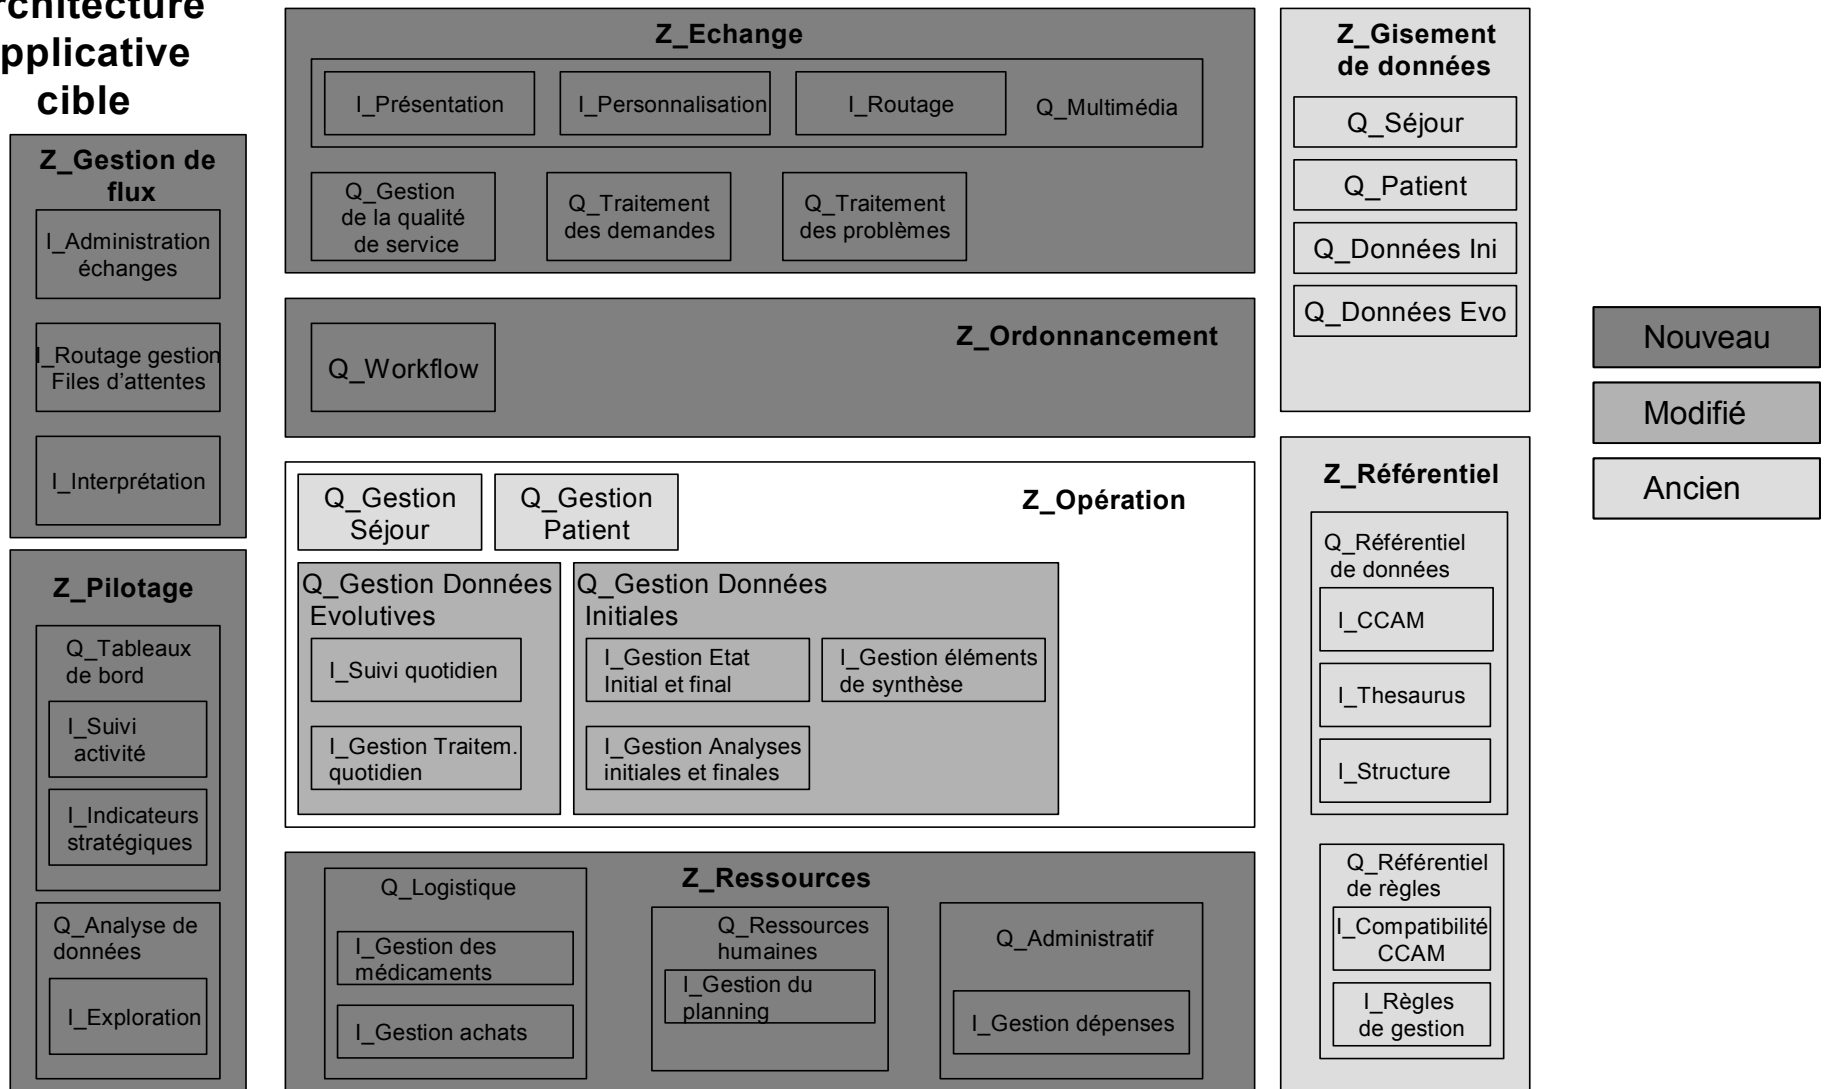 rchitecture
pplicative
cible
Z_Gestion de
flux
I_Administration
échanges
I_Routage gestion
Files d'attentes
I_Interprétation
Z_Pilotage
Q_Tableaux
de bord
I_Suivi
activité
I_Indicateurs
stratégiques
Q_Analyse de
données
I_Exploration
Z_Echange
I_Présentation
I_Personnalisation
I_Routage
Q_Multimédia
Q_Gestion
de la qualité
de service
Q_Traitement
des demandes
Q_Traitement
des problèmes
Z_Ordonnancement
Q_Workflow
Z_Opération
Q_Gestion
Séjour
Q_Gestion
Patient
Q_Gestion Données
Evolutives
I_Suivi quotidien
I_Gestion Traitem.
quotidien
Q_Gestion Données
Initiales
I_Gestion Etat
Initial et final
I_Gestion éléments
de synthèse
I_Gestion Analyses
initiales et finales
Z_Ressources
Q_Logistique
I_Gestion des
médicaments
I_Gestion achats
Q_Ressources
humaines
I_Gestion du
planning
Q_Administratif
I_Gestion dépenses
Z_Gisement
de données
Q_Séjour
Q_Patient
Q_Données Ini
Q_Données Evo
Z_Référentiel
Q_Référentiel
de données
I_CCAM
I_Thesaurus
I_Structure
Q_Référentiel
de règles
I_Compatibilité
CCAM
I_Règles
de gestion
Nouveau
Modifié
Ancien